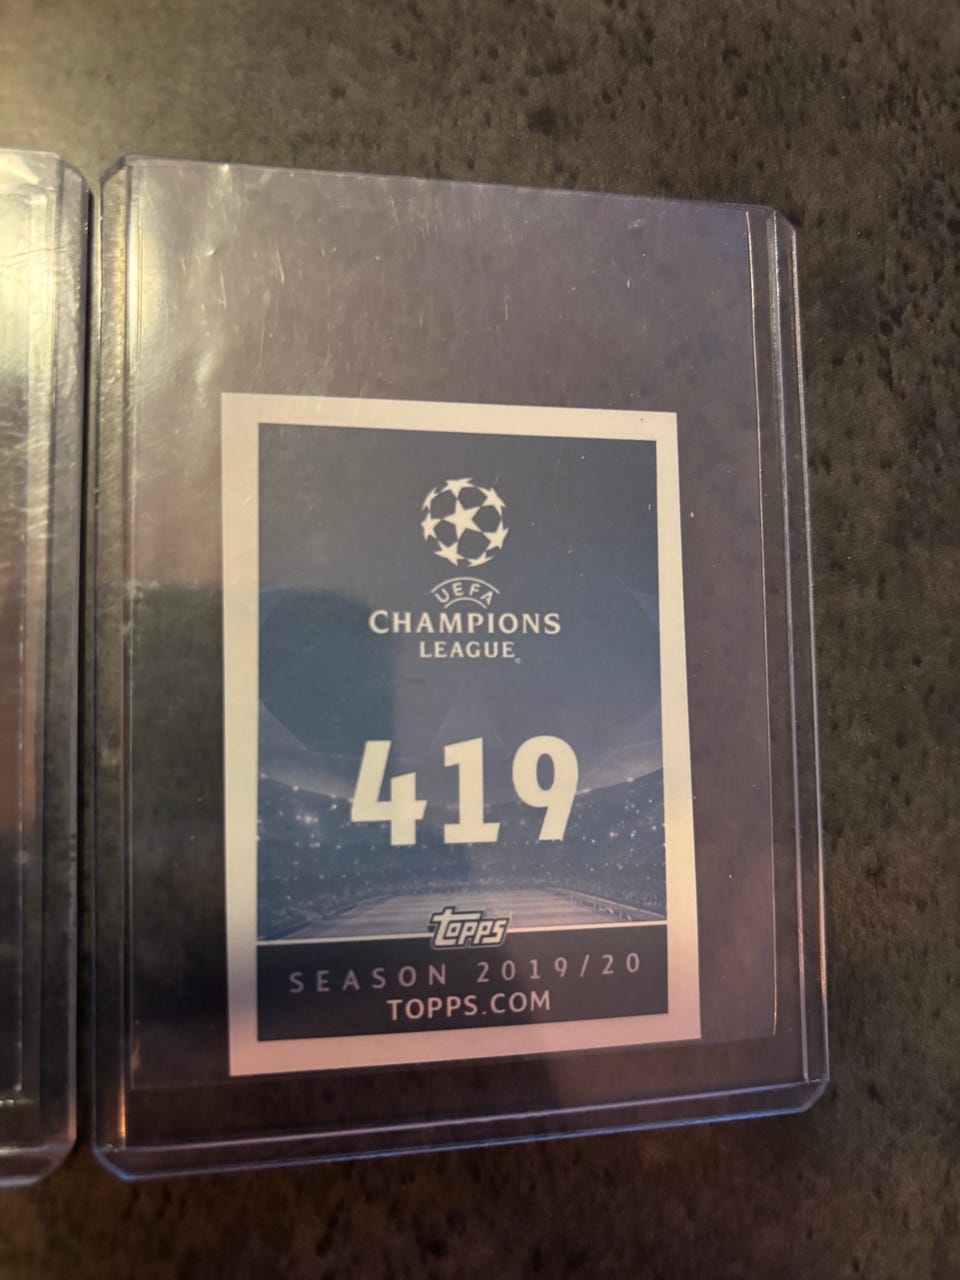 UEFA
CHAMPIONS
LEAGUE
419
topps
SEASON 2019/20
TOPPS.COM